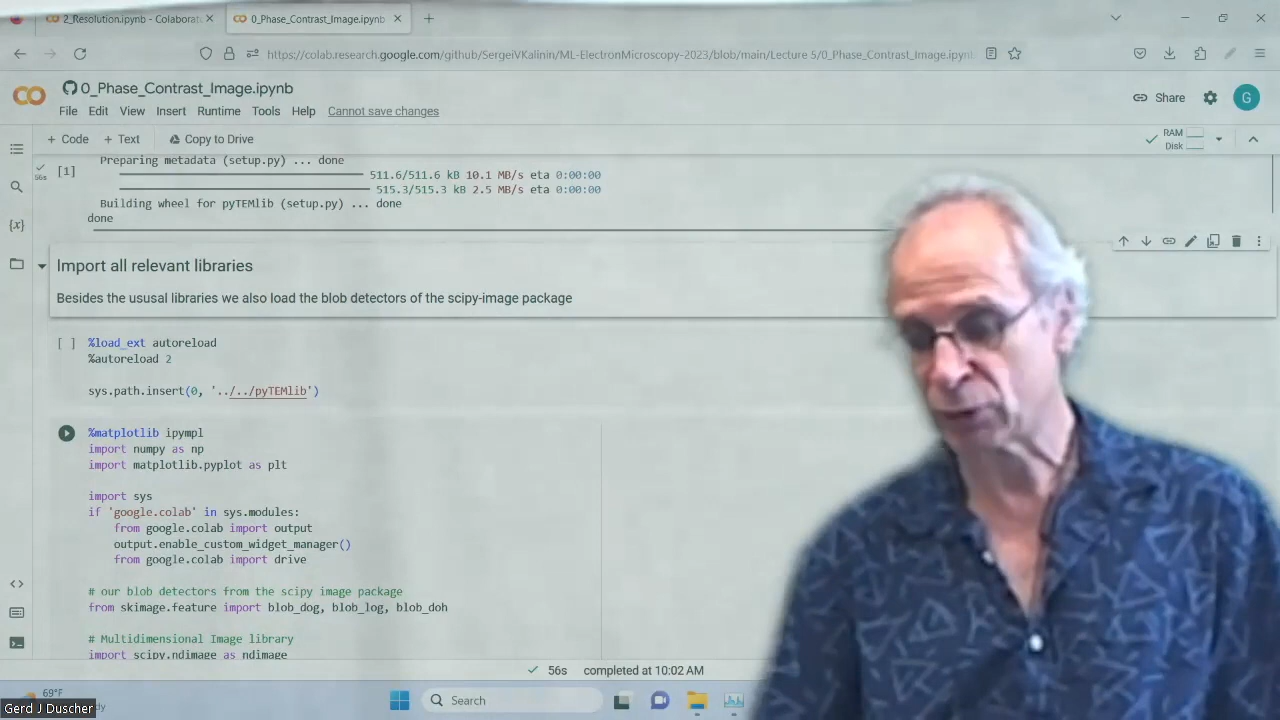 2_Resolution.ipynb - Colaborat
0_Phase_Contrast_Image.ipynb
https://colab.research.google.com/github/SergeiVKalinin/ML-ElectronMicroscopy-2023/blob/main/Lecture 5/0_Phase_Contrast_Image.ipynb
0_Phase_Contrast_Image.ipynb
File Edit View Insert Runtime Tools Help Cannot save changes
Share
G
+ Code + Text Copy to Drive
RAM
Disk
Preparing metadata (setup.py) ... done
[1]
56s
511.6/511.6 kB 10.1 MB/s eta 0:00:00
515.3/515.3 kB 2.5 MB/s eta 0:00:00
Building wheel for pyTEMlib (setup.py) ... done
done
{x}
Import all relevant libraries
Besides the ususal libraries we also load the blob detectors of the scipy-image package
[ ] %load_ext autoreload
%autoreload 2
sys.path.insert(0, '../../pyTEMlib')
%matplotlib ipympl
import numpy as np
import matplotlib.pyplot as plt
import sys
if 'google.colab' in sys.modules:
from google.colab import output
output.enable_custom_widget_manager()
from google.colab import drive
# our blob detectors from the scipy image package
from skimage.feature import blob_dog, blob_log, blob_doh
# Multidimensional Image library
import scipy.ndimage as ndimage
56s completed at 10:02 AM
69°F
Search
Gerd J Duscher